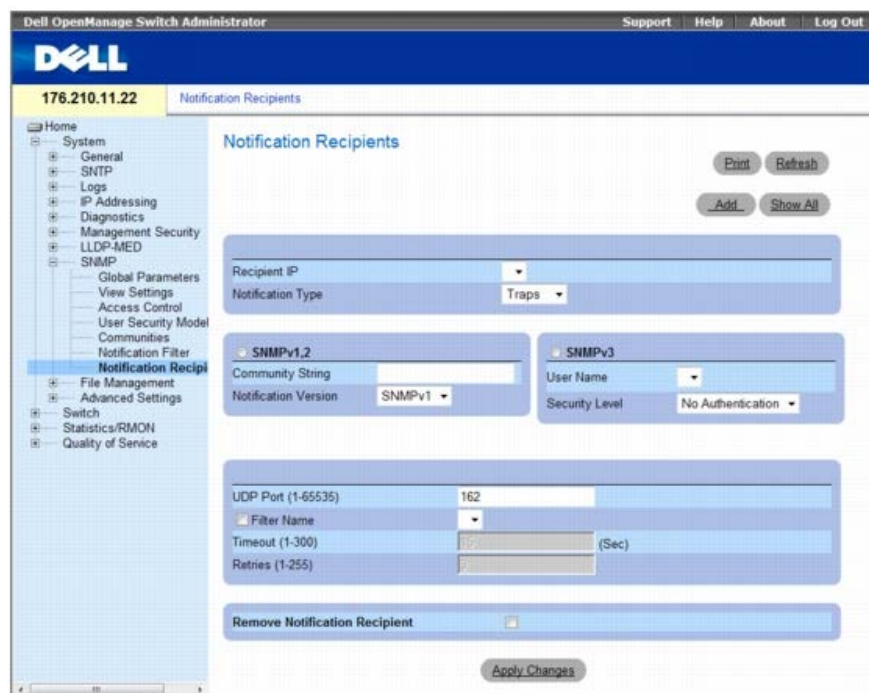 Dell OpenManage Switch Administrator Support Help About Log Out
DELL
176.210.11.22 Notification Recipients
Home
System
General
SNTP
Logs
IP Addressing
Diagnostics
Management Security
LLDP-MED
SNMP
Global Parameters
View Settings
Access Control
User Security Model
Communities
Notification Filter
Notification Recipi
File Management
Advanced Settings
Switch
Statistics/RMON
Quality of Service
Notification Recipients
Print Refresh
Add Show All
Recipient IP
Notification Type Traps
SNMPv1,2
Community String
Notification Version SNMPv1
SNMPv3
User Name
Security Level No Authentication
UDP Port (1-65535) 162
Filter Name
Timeout (1-300) 15 (Sec)
Retries (1-255)
Remove Notification Recipient
Apply Changes